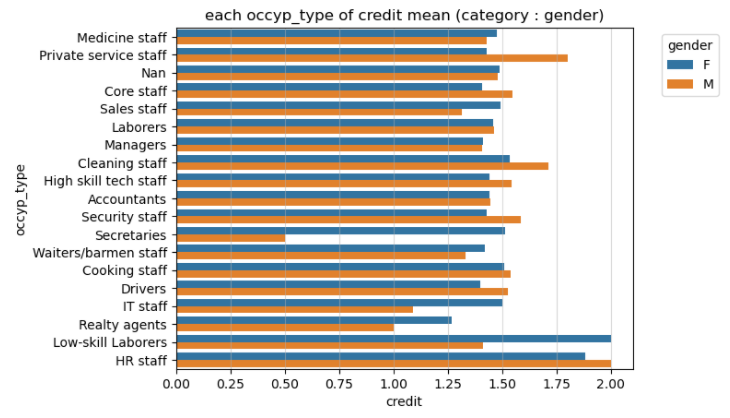 each occyp_type of credit mean (category : gender)
Medicine staff
Private service staff
Nan
Core staff
Sales staff
Laborers
Managers
Cleaning staff
High skill tech staff
Accountants
Security staff
Secretaries
Waiters/barmen staff
Cooking staff
Drivers
IT staff
Realty agents
Low-skill Laborers
HR staff
occyp_type
0.00 0.25 0.50 0.75 1.00 1.25 1.50 1.75 2.00
credit
gender
F
M